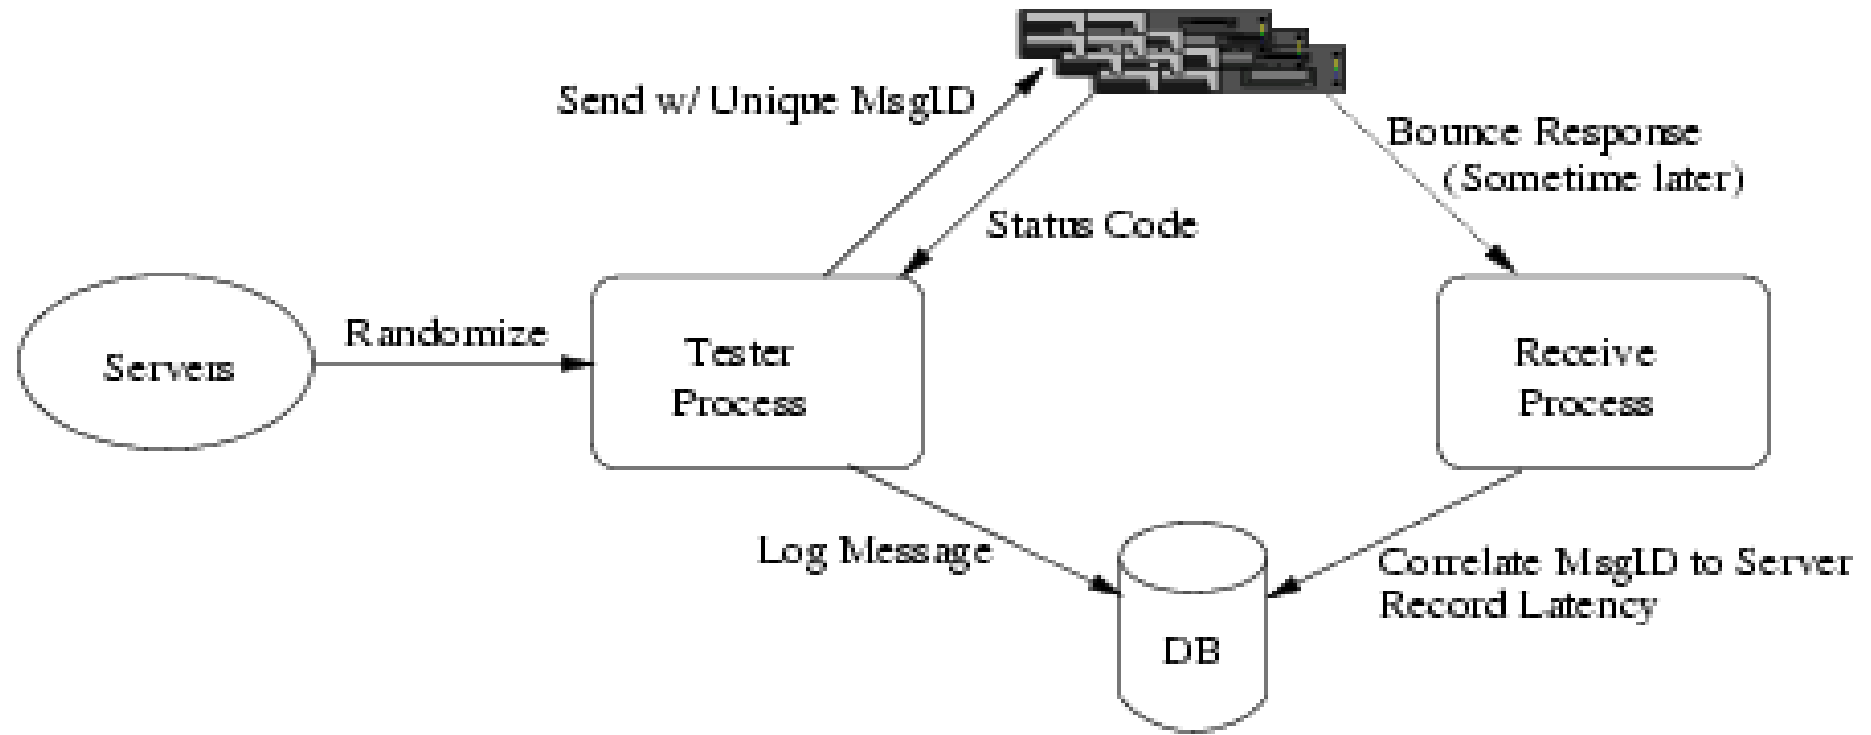 Send w/ Unique MsgID
Bounce Response
(Sometime later)
Status Code
Randomize
Servers
Tester
Process
Receive
Process
Log Message
Correlate MsgID to Server
Record Latency
DB